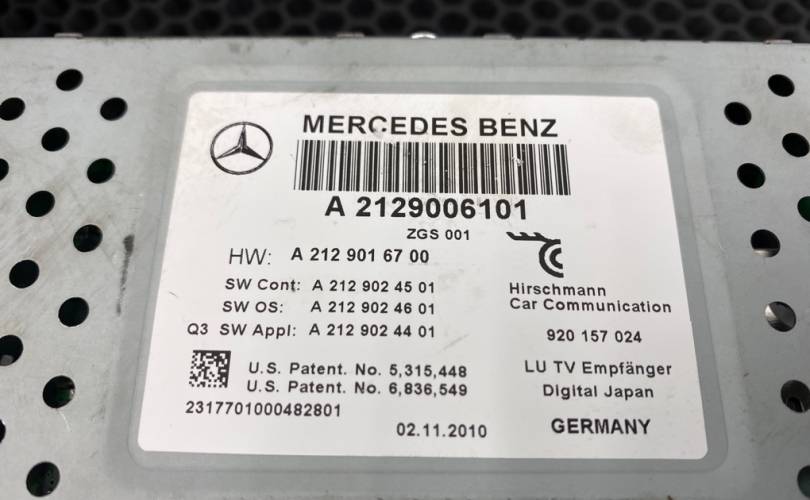 MERCEDES BENZ
A 2129006101
ZGS 001
HW: A 212 901 67 00
SW Cont: A 212 902 45 01
SW OS: A 212 902 46 01
Q3 SW Appl: A 212 902 44 01
U.S. Patent. No. 5,315,448
U.S. Patent. No. 6,836,549
2317701000482801
02.11.2010
Hirschmann
Car Communication
920 157 024
LU TV Empfänger
Digital Japan
GERMANY